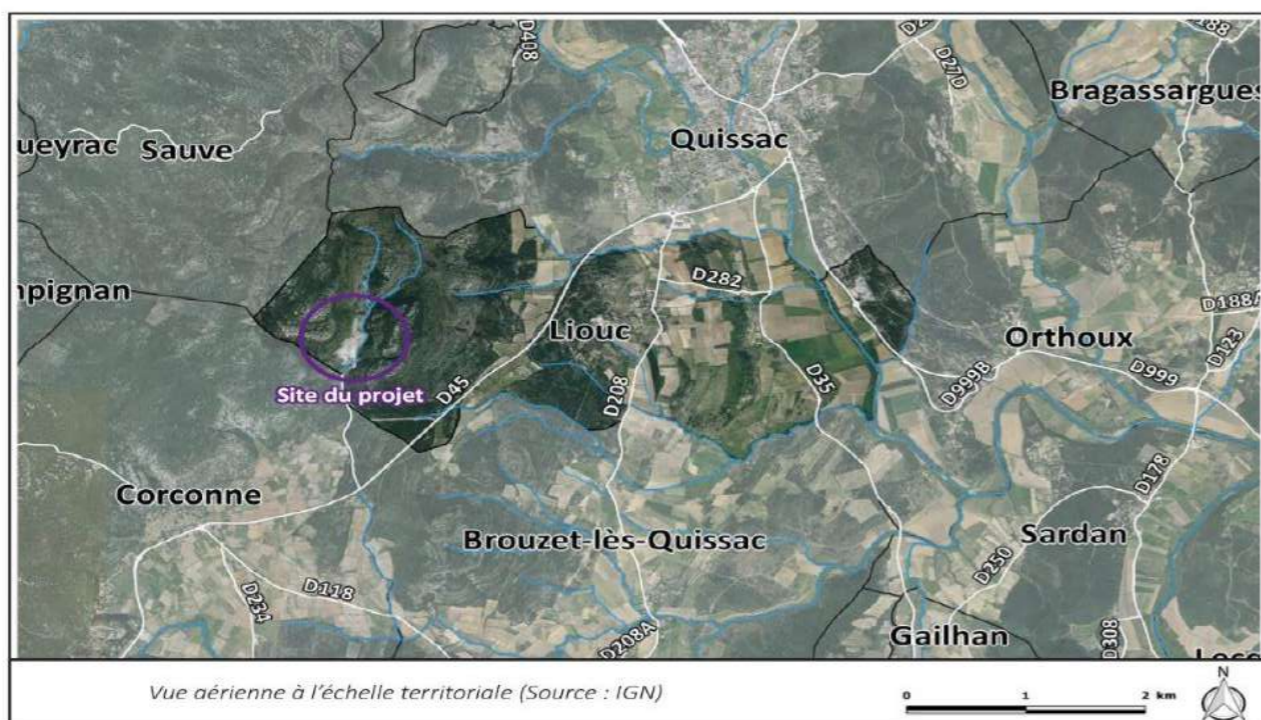 D408
D270
188
Bragassargues
ueyrac
Sauve
Quissac
mpignan
D282
D188A
Liouc
Orthoux
D123
Site du projet
D45
D208
D35
D999B
D999
Corconne
D178
Brouzet-lès-Quissac
Sardan
D250
D118
D234
D208A
Gailhan
D308
Vue aérienne à l'échelle territoriale (Source : IGN)
0 1 2 km
N